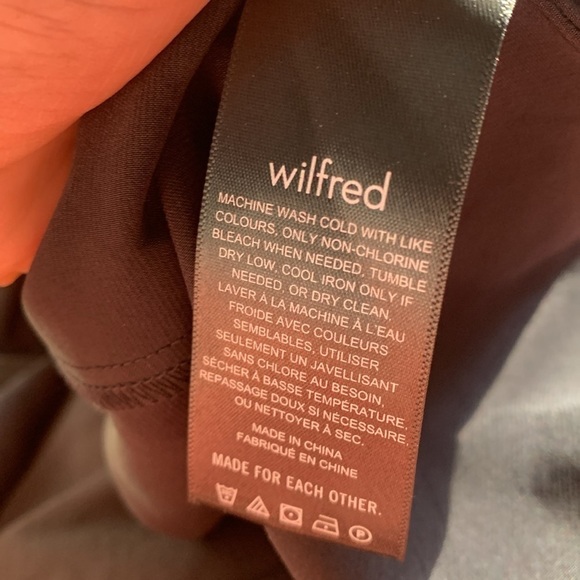 wilfred
MACHINE WASH COLD WITH LIKE
COLOURS, ONLY NON-CHLORINE
BLEACH WHEN NEEDED, TUMBLE
DRY LOW, COOL IRON ONLY IF
NEEDED, OR DRY CLEAN.
LAVER À LA MACHINE À L'EAU
FROIDE AVEC COULEURS
SEMBLABLES, UTILISER
SEULEMENT UN JAVELLISANT
SANS CHLORE AU BESOIN,
SÉCHER À BASSE TEMPÉRATURE,
REPASSAGE DOUX SI NÉCESSAIRE,
OU NETTOYER À SEC.
MADE IN CHINA
FABRIQUÉ EN CHINE
MADE FOR EACH OTHER.
P